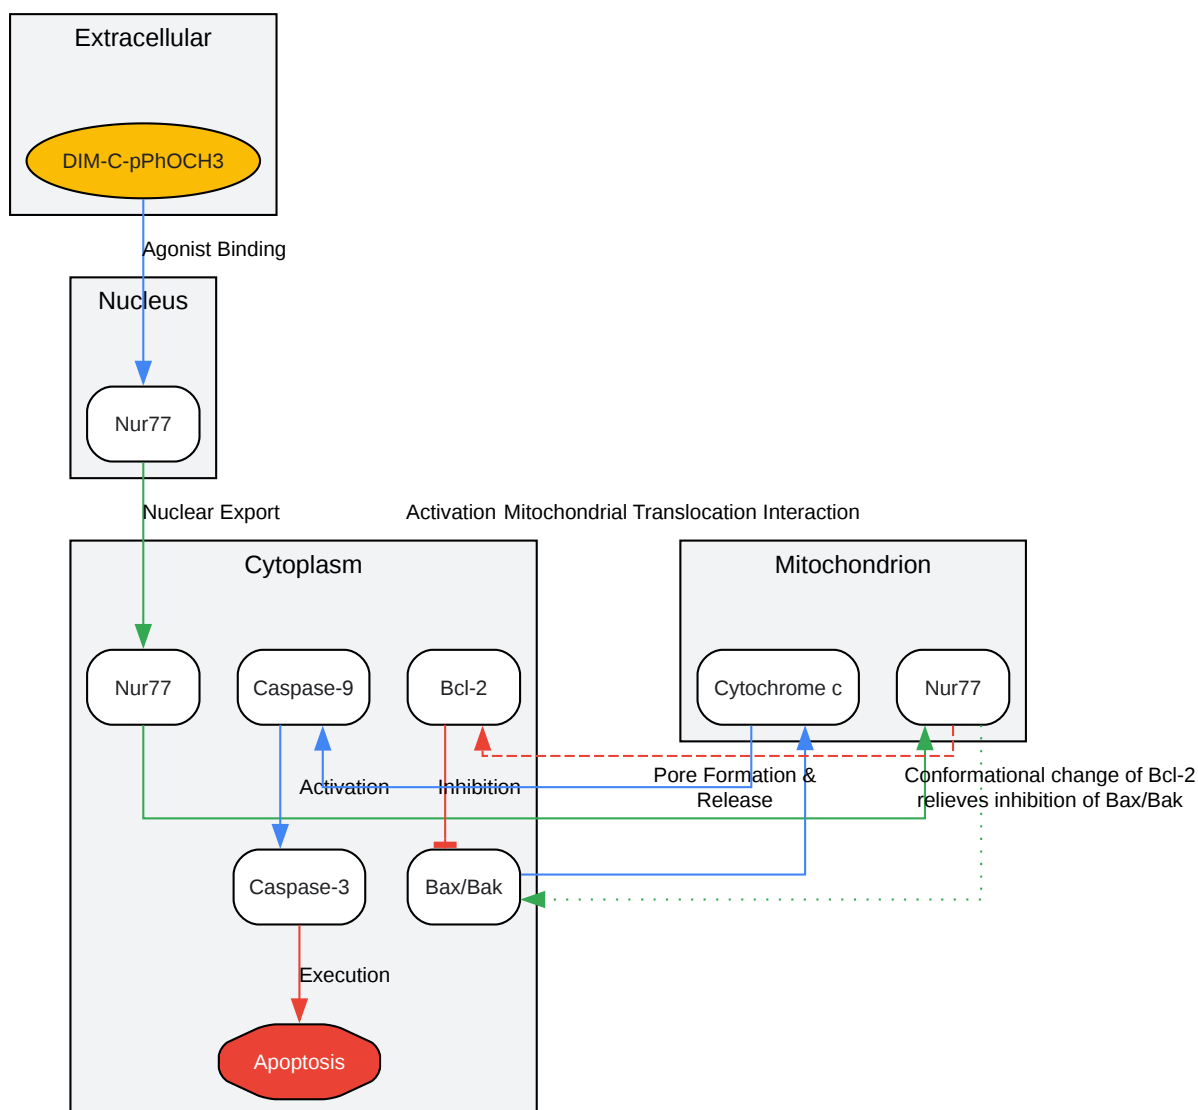 Extracellular
DIM-C-pPhOCH3
Agonist Binding
Nucleus
Nur77
Nuclear Export
Activation
Mitochondrial Translocation
Interaction
Cytoplasm
Mitochondrion
Nur77
Caspase-9
Bcl-2
Cytochrome c
Nur77
Activation
Inhibition
Pore Formation &
Release
Conformational change of Bcl-2
relieves inhibition of Bax/Bak
Caspase-3
Bax/Bak
Execution
Apoptosis